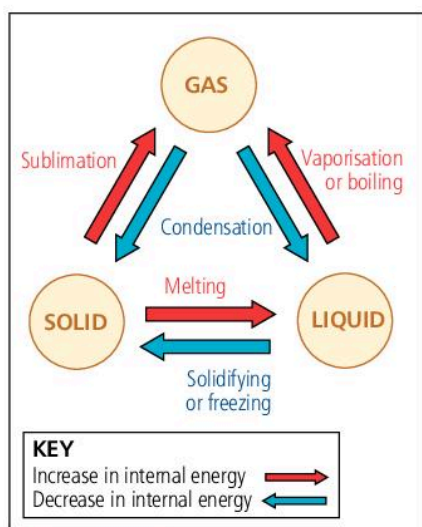 GAS
Sublimation
Vaporisation
or boiling
Condensation
Melting
SOLID
LIQUID
Solidifying
or freezing
KEY
Increase in internal energy
Decrease in internal energy